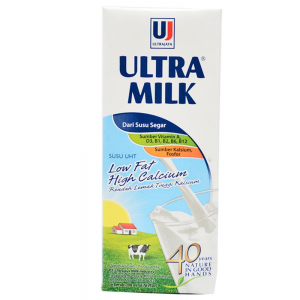 UJ
ULTRAJAYA
ULTRA
MILK
Dari Susu Segar
Sumber Vitamin A,
D3, B1, B2, B6, B12
Sumber Kalsium,
Fosfor
SUSU UHT
Low Fat
High Calcium
Rendah Lemak Tinggi Kalsium
40 years
NATURE
IN GOOD
HANDS